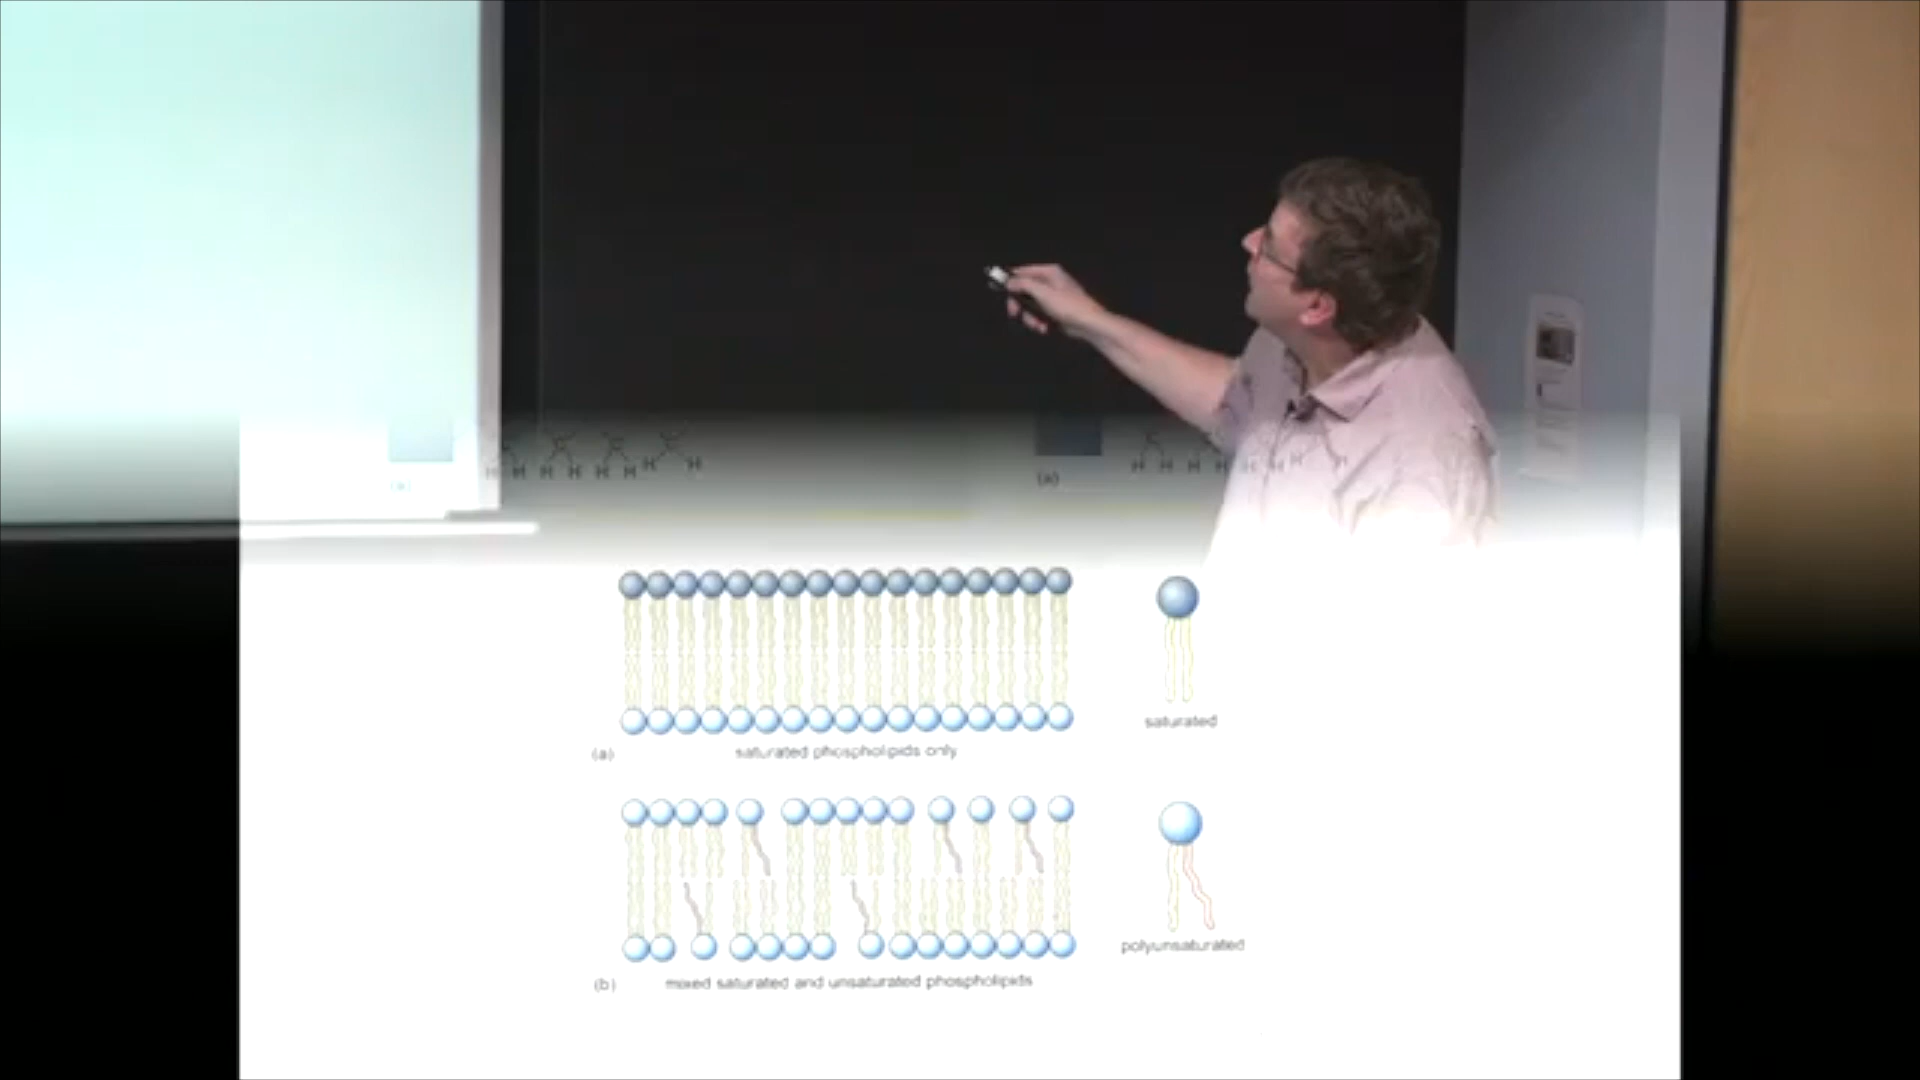 H H H H H H H H
H H H H H H H
(a)
saturated
saturated phospholipids only
(a)
polyunsaturated
mixed saturated and unsaturated phospholipids
(b)